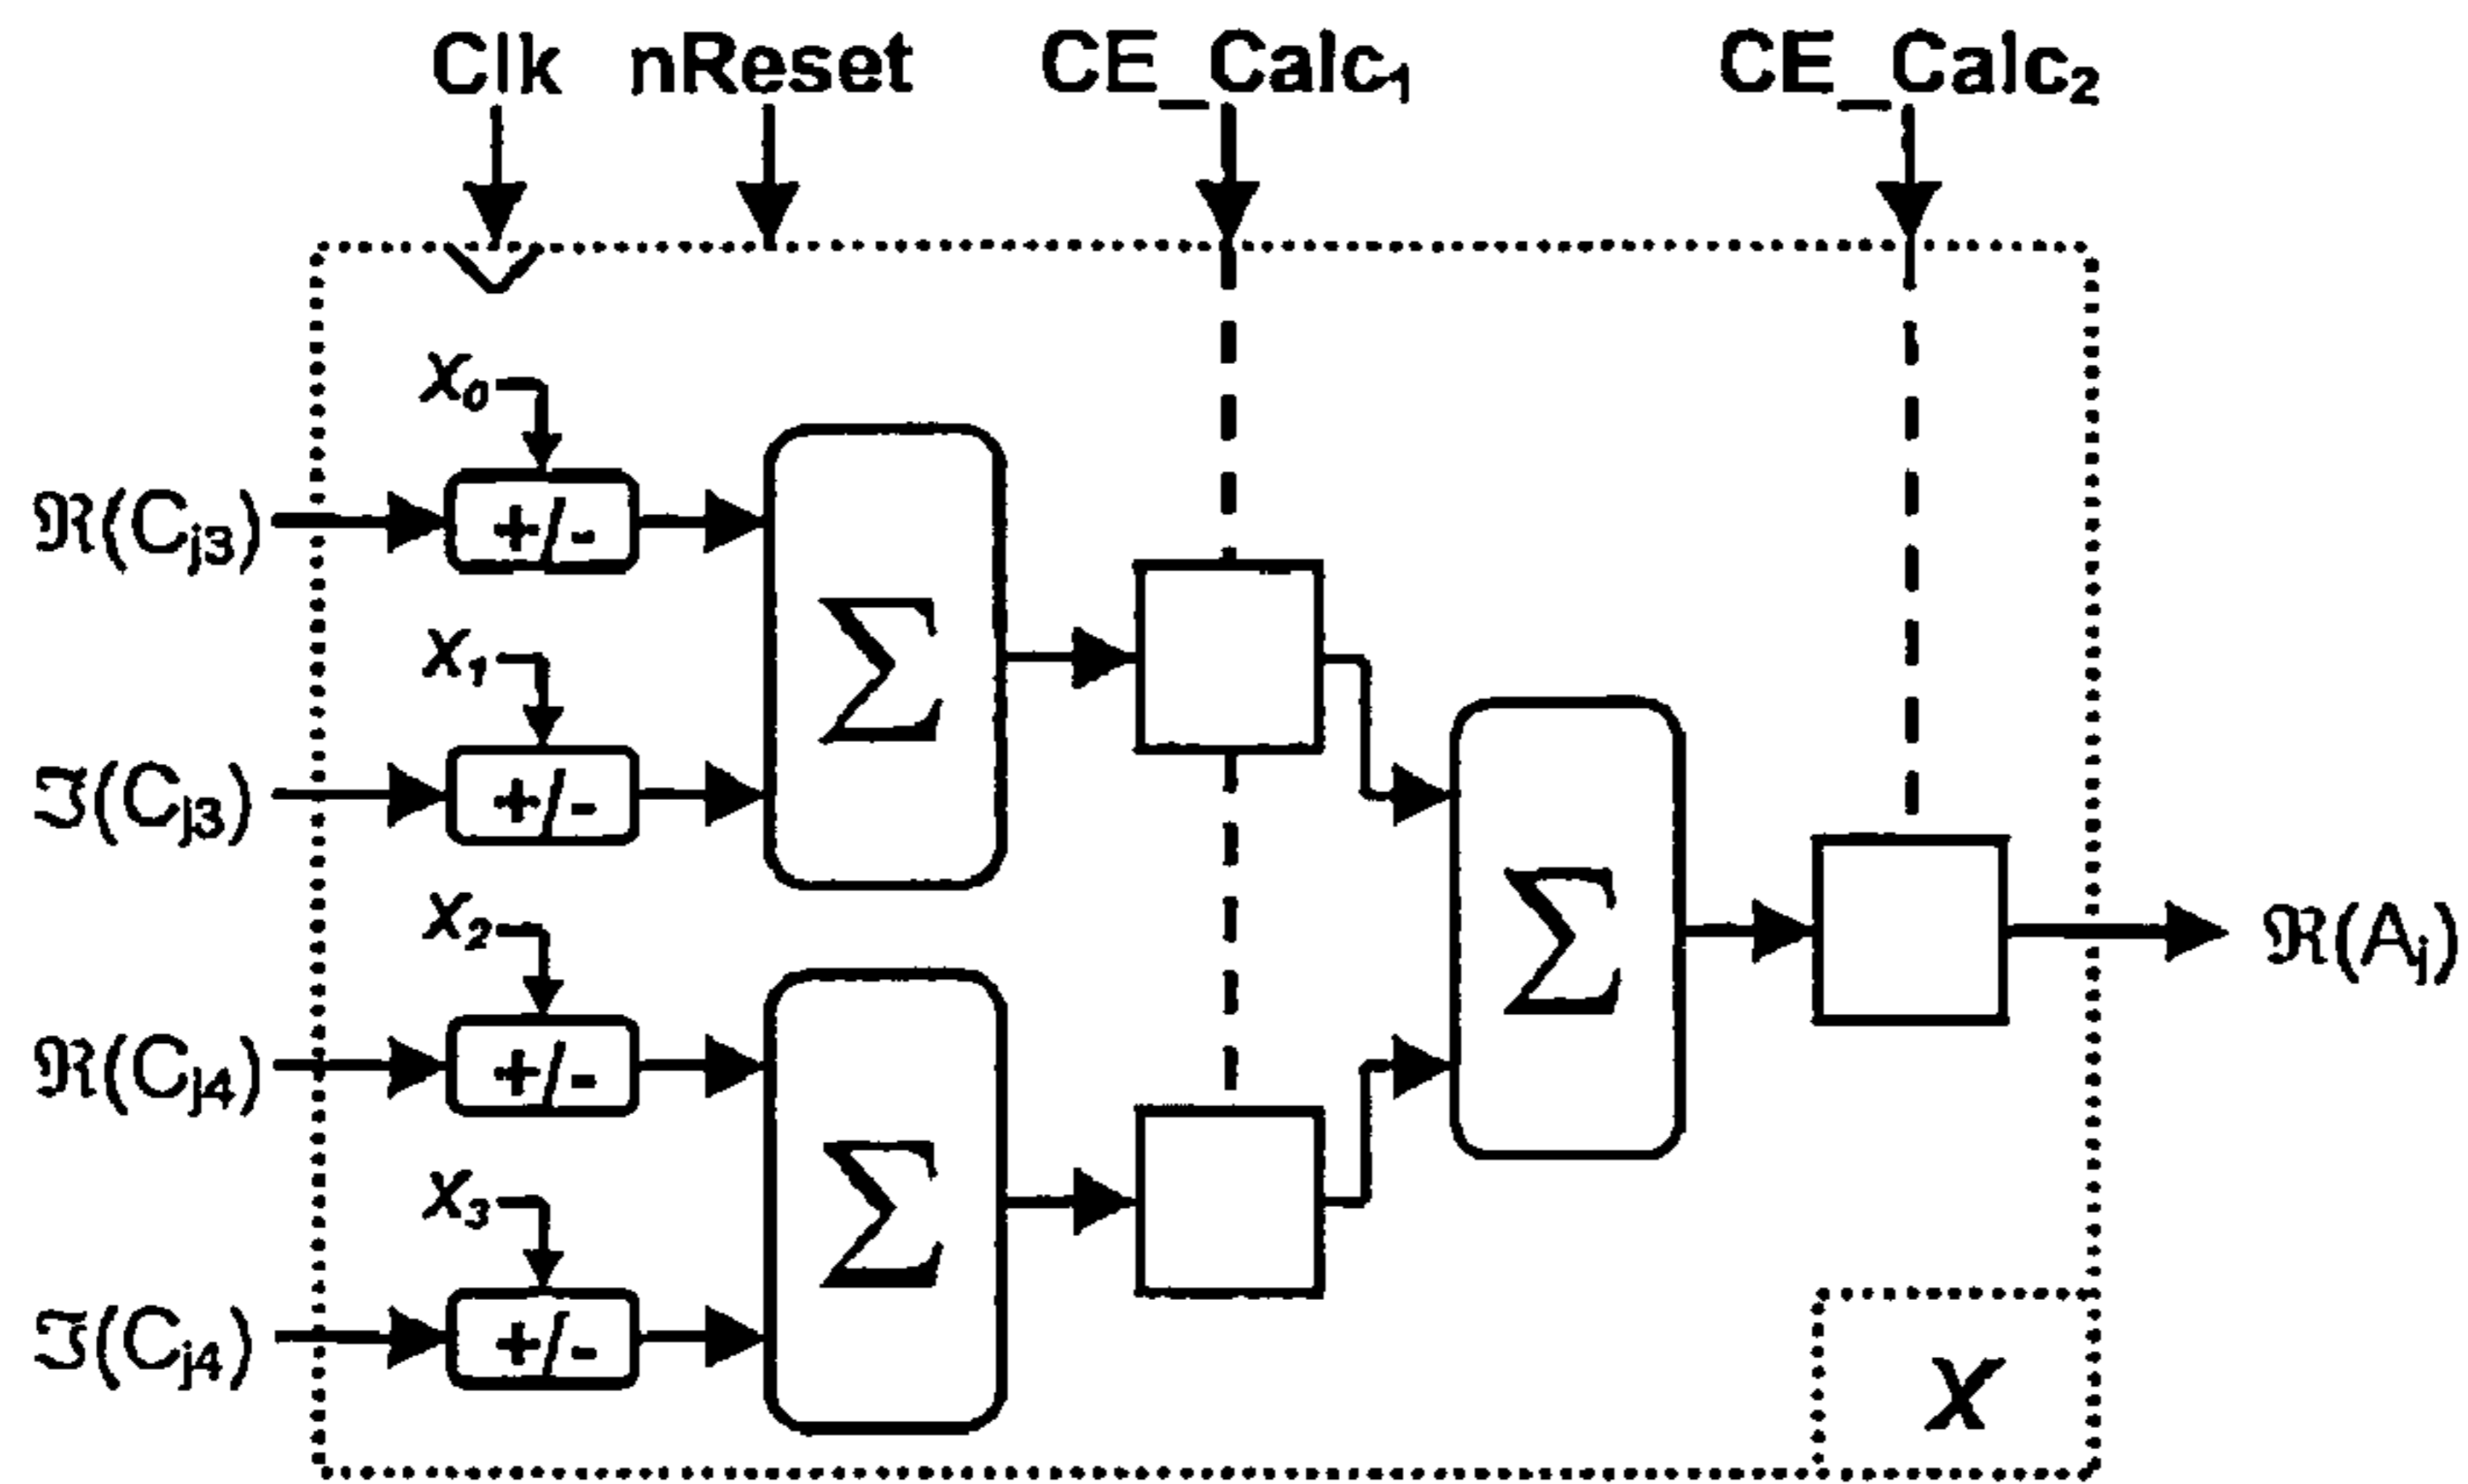 Clk nReset CE_Calc₁ CE_Calc₂
x₀
ℜ(Cj3) +/-
Σ
x₁
ℑ(Cj3) +/-
x₂
Σ ℜ(Aj)
ℜ(Cj4) +/-
Σ
x₃
ℑ(Cj4) +/-
X